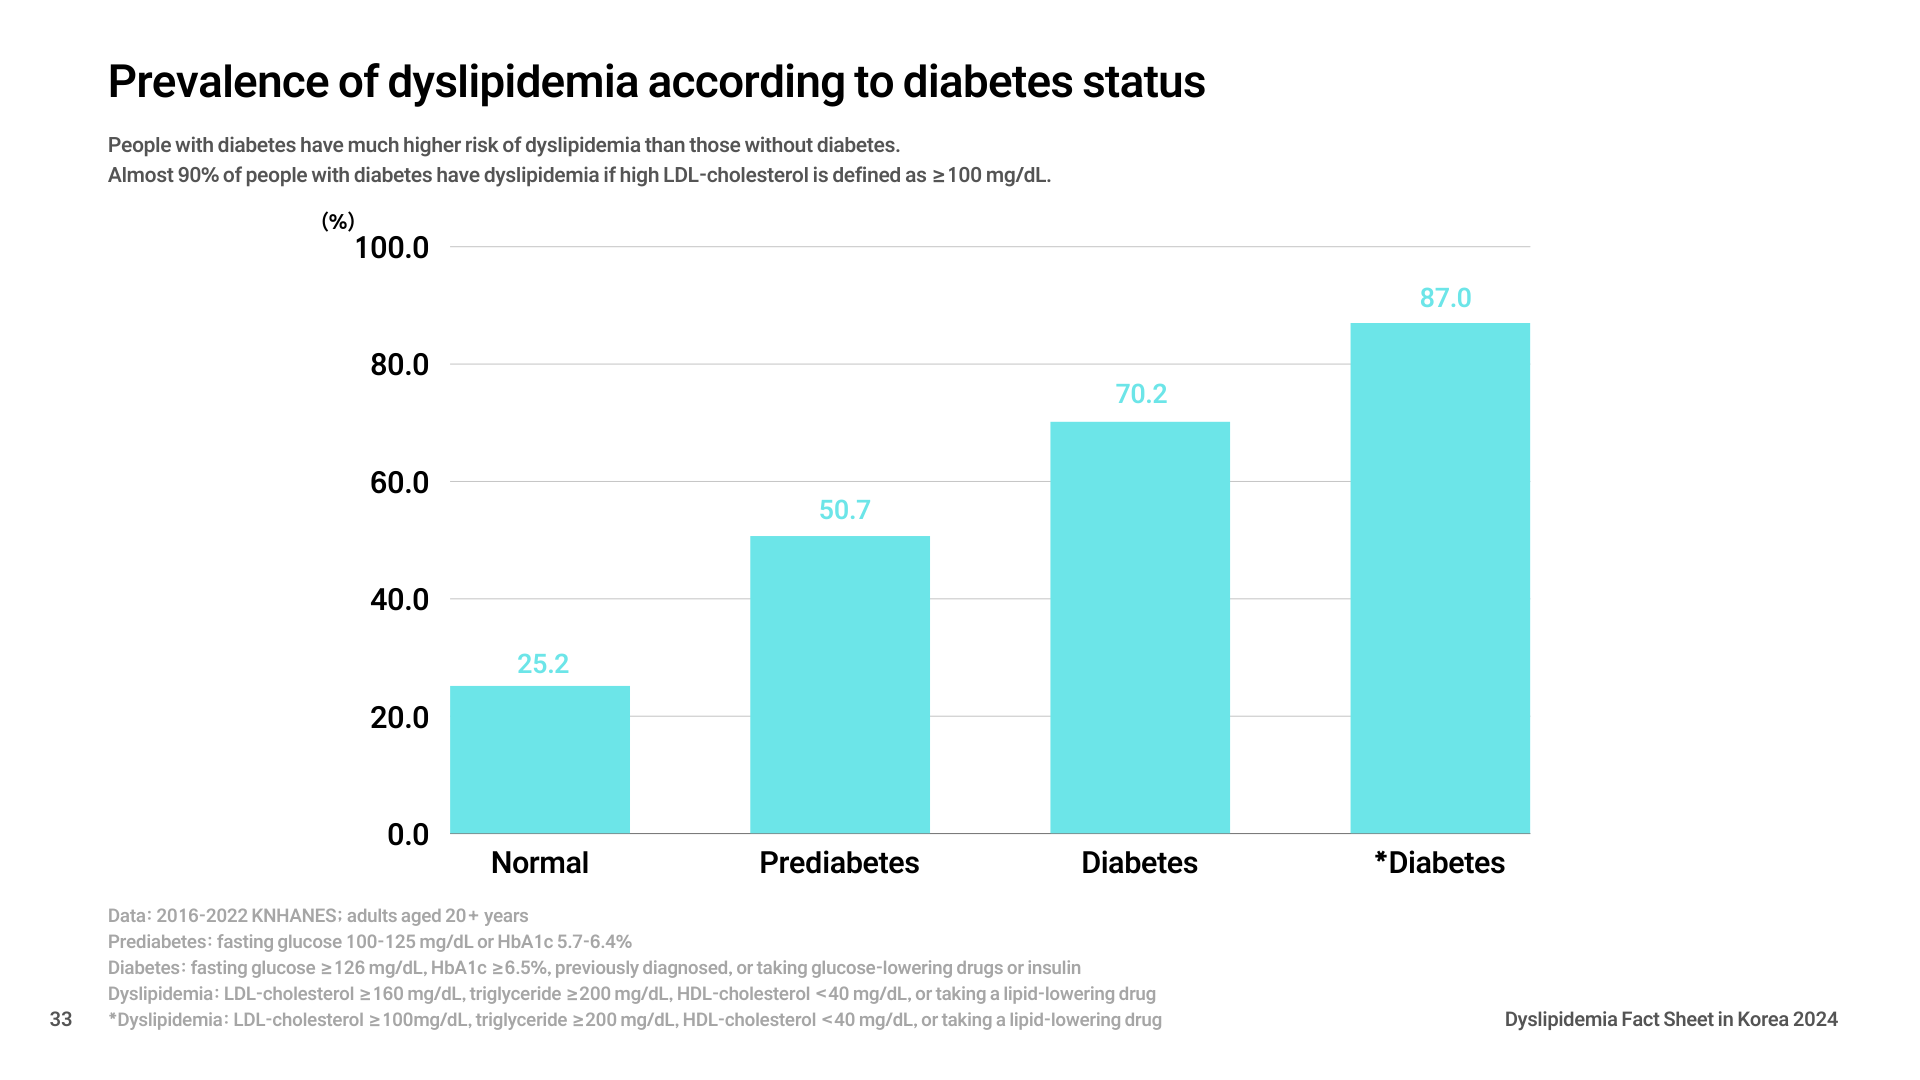 Prevalence of dyslipidemia according to diabetes status
People with diabetes have much higher risk of dyslipidemia than those without diabetes.
Almost 90% of people with diabetes have dyslipidemia if high LDL-cholesterol is defined as ≥100 mg/dL.
(%)
100.0
80.0
60.0
40.0
20.0
0.0
25.2
50.7
70.2
87.0
Normal
Prediabetes
Diabetes
*Diabetes
Data: 2016-2022 KNHANES; adults aged 20+ years
Prediabetes: fasting glucose 100-125 mg/dL or HbA1c 5.7-6.4%
Diabetes: fasting glucose ≥126 mg/dL, HbA1c ≥6.5%, previously diagnosed, or taking glucose-lowering drugs or insulin
Dyslipidemia: LDL-cholesterol ≥160 mg/dL, triglyceride ≥200 mg/dL, HDL-cholesterol <40 mg/dL, or taking a lipid-lowering drug
*Dyslipidemia: LDL-cholesterol ≥100mg/dL, triglyceride ≥200 mg/dL, HDL-cholesterol <40 mg/dL, or taking a lipid-lowering drug
33
Dyslipidemia Fact Sheet in Korea 2024